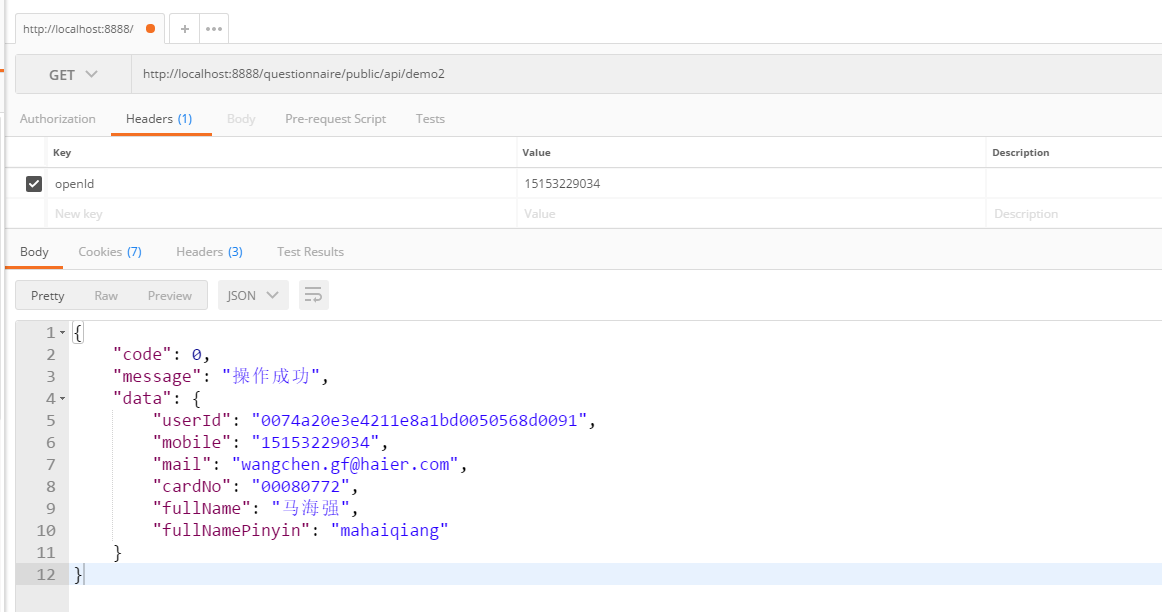 http://localhost:8888/
GET http://localhost:8888/questionnaire/public/api/demo2
Authorization Headers (1) Body Pre-request Script Tests
Key Value Description
openId 15153229034
New key Value Description
Body Cookies (7) Headers (3) Test Results
Pretty Raw Preview JSON
1 {
2 "code": 0,
3 "message": "操作成功",
4 "data": {
5 "userId": "0074a20e3e4211e8a1bd0050568d0091",
6 "mobile": "15153229034",
7 "mail": "wangchen.gf@haier.com",
8 "cardNo": "00080772",
9 "fullName": "马海强",
10 "fullNamePinyin": "mahaiqiang"
11 }
12 }